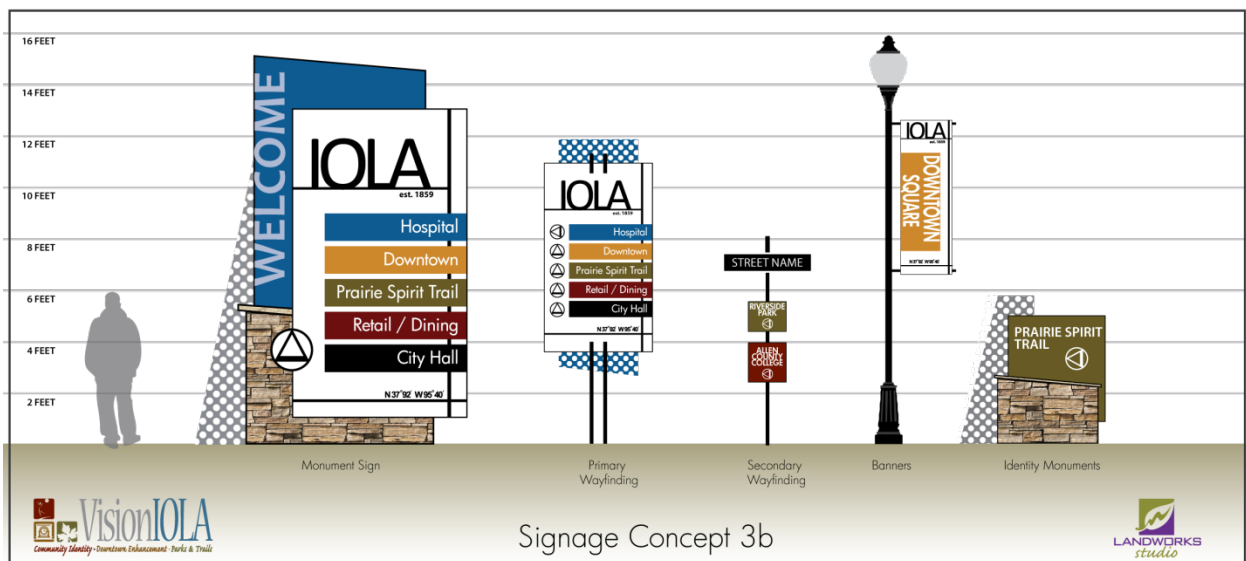 16 FEET
14 FEET
12 FEET
10 FEET
8 FEET
6 FEET
4 FEET
2 FEET
WELCOME
IOLA
est. 1859
Hospital
Downtown
Prairie Spirit Trail
Retail / Dining
City Hall
N37°92' W95°40'
IOLA
est. 1859
Hospital
Downtown
Prairie Spirit Trail
Retail / Dining
City Hall
N37°92' W95°40'
STREET NAME
RIVERSIDE
PARK
ALLEN
COUNTY
COLLEGE
IOLA
DOWNTOWN
SQUARE
N37°92' W95°40'
PRAIRIE SPIRIT
TRAIL
Monument Sign
Primary
Wayfinding
Secondary
Wayfinding
Banners
Identity Monuments
VisionIOLA
Community Identity • Downtown Enhancement • Parks & Trails
Signage Concept 3b
LANDWORKS
studio